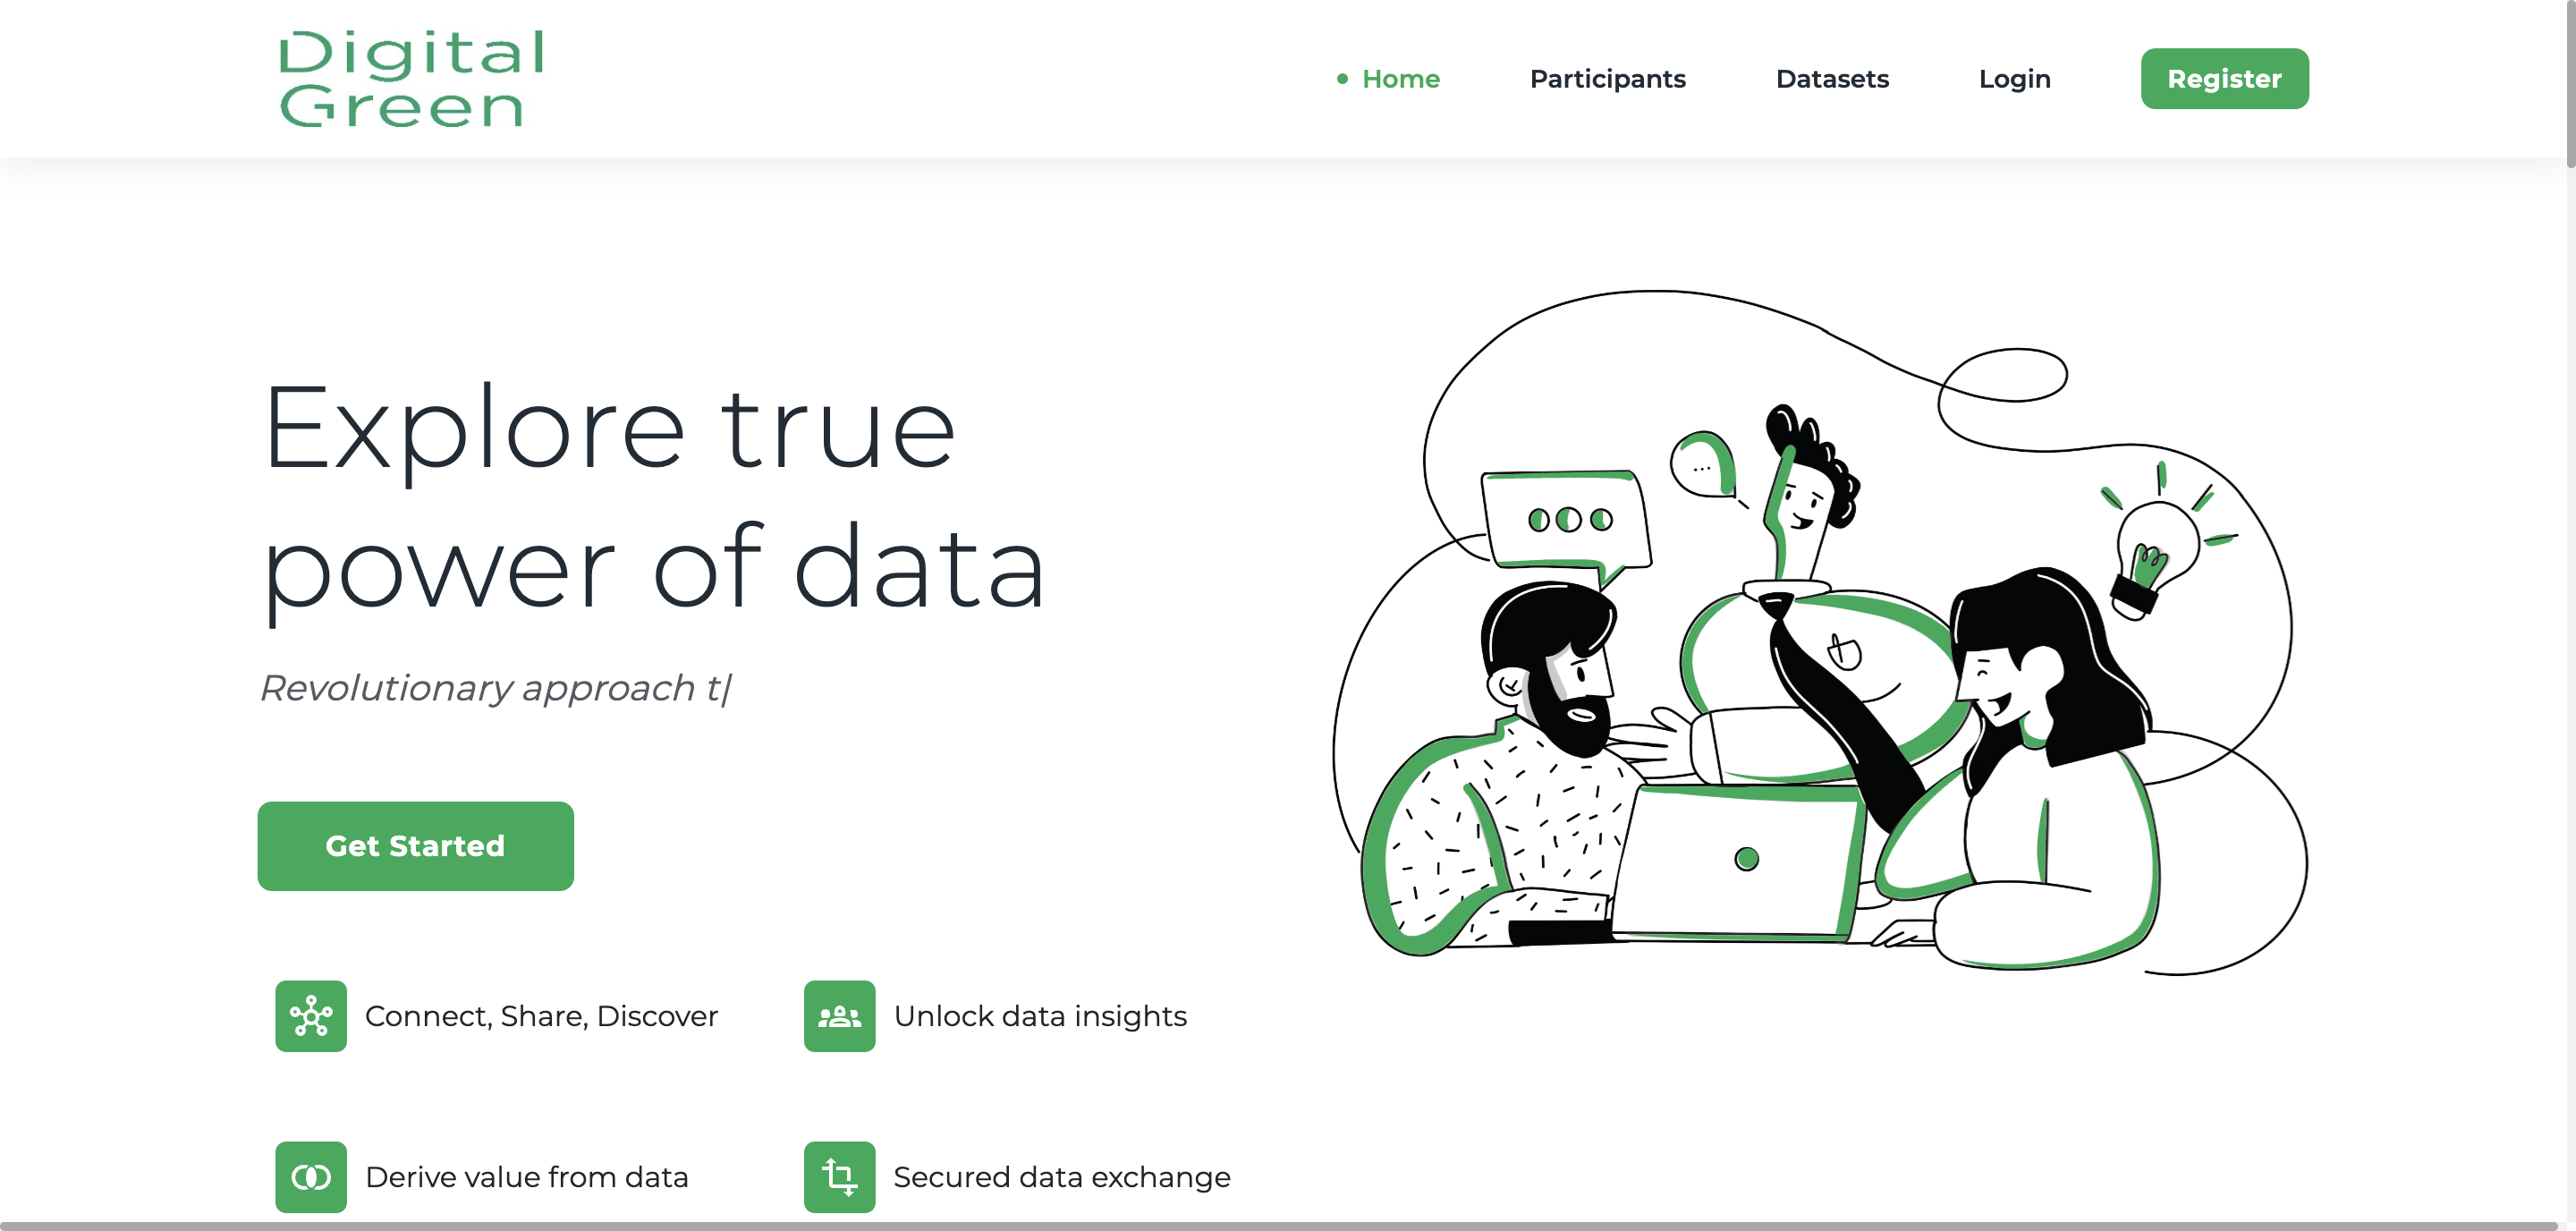 Digital
Green
Home
Participants
Datasets
Login
Register
Explore true
power of data
Revolutionary approach t|
Get Started
Connect, Share, Discover
Unlock data insights
Derive value from data
Secured data exchange